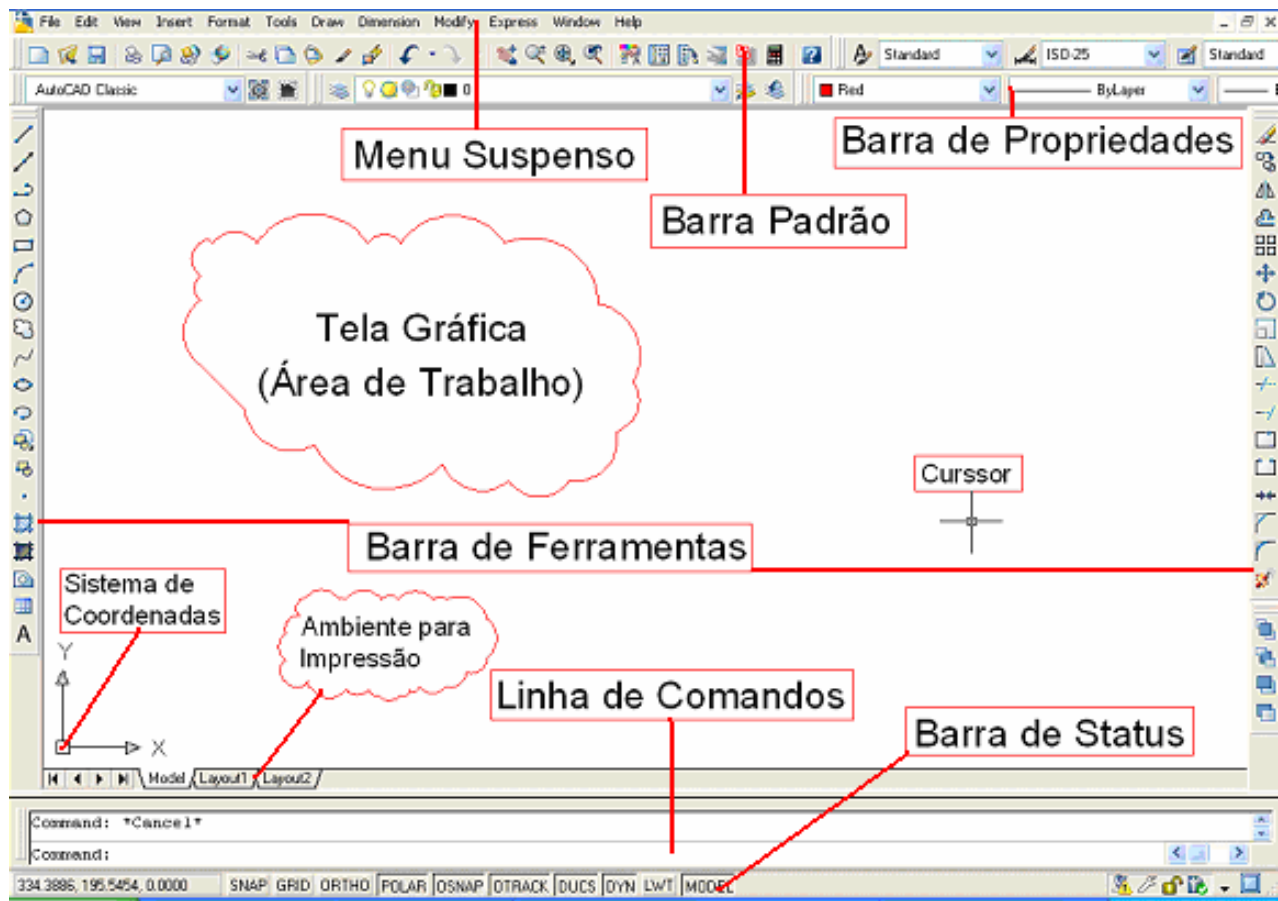 File Edit View Insert Format Tools Draw Dimension Modify Express Window Help
Standard ISO-25 Standard
AutoCAD Classic 0 Red ByLayer
Menu Suspenso
Barra de Propriedades
Barra Padrão
Tela Gráfica
(Área de Trabalho)
Curssor
Barra de Ferramentas
Sistema de
Coordenadas
Ambiente para
Impressão
A
Y
Linha de Comandos
Barra de Status
X
Model Layout1 Layout2
Command: *Cancel*
Command:
334.3886, 195.5454, 0.0000 SNAP GRID ORTHO POLAR OSNAP OTRACK DUCS DYN LWT MODEL